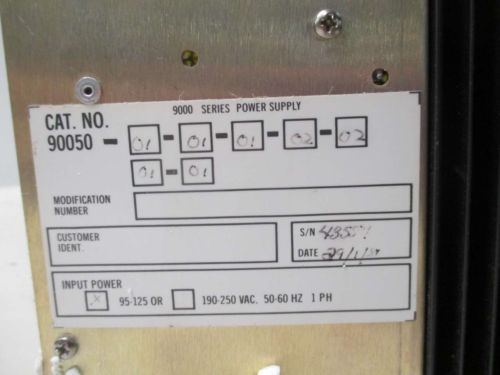 9000 SERIES POWER SUPPLY
CAT. NO.
90050 - 01 - 01 - 01 - 02 - 02
01 - 01
MODIFICATION
NUMBER
CUSTOMER
IDENT.
S/N
DATE
INPUT POWER
X 95-125 OR 190-250 VAC. 50-60 HZ 1 PH